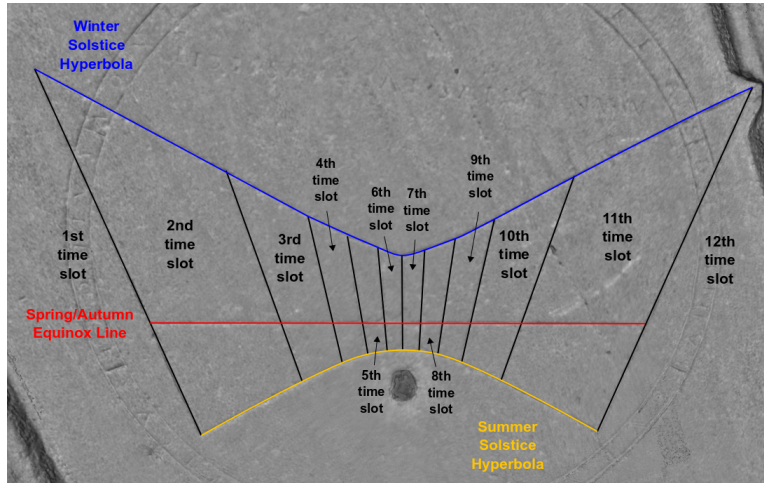 Winter
Solstice
Hyperbola
4th
time
slot
6th
time
slot
7th
time
slot
9th
time
slot
1st
time
slot
2nd
time
slot
3rd
time
slot
10th
time
slot
11th
time
slot
12th
time
slot
Spring/Autumn
Equinox Line
5th
time
slot
8th
time
slot
Summer
Solstice
Hyperbola